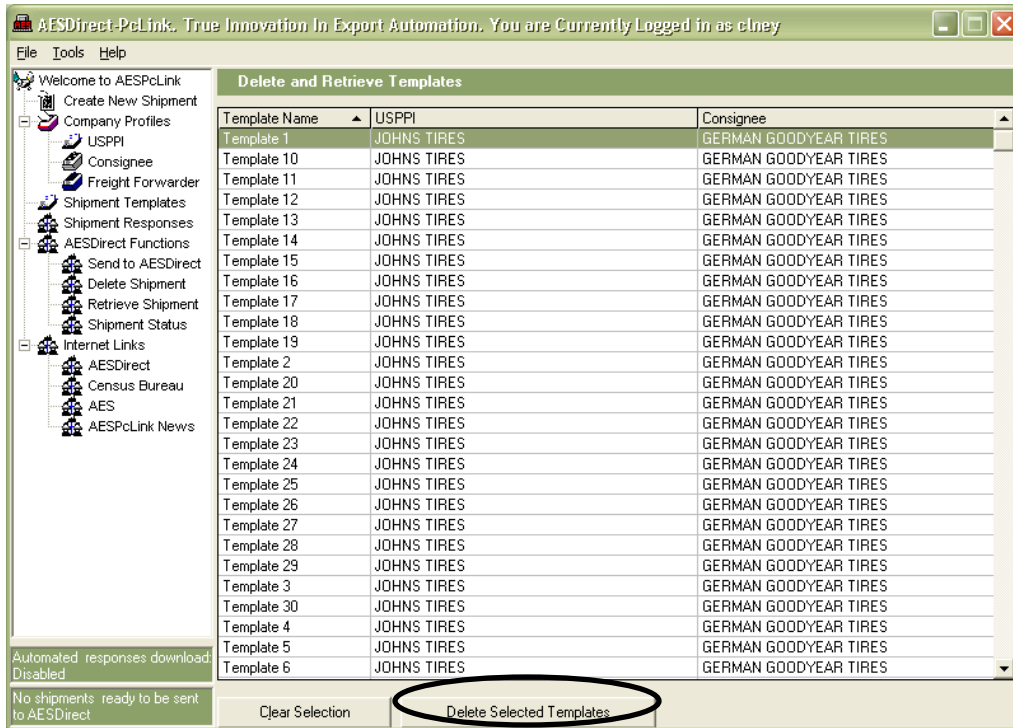 AESDirect-PcLink. True Innovation In Export Automation. You are Currently Logged in as clney
File Tools Help
Welcome to AESPcLink
Create New Shipment
Company Profiles
USPPI
Consignee
Freight Forwarder
Shipment Templates
Shipment Responses
AESDirect Functions
Send to AESDirect
Delete Shipment
Retrieve Shipment
Shipment Status
Internet Links
AESDirect
Census Bureau
AES
AESPcLink News
Automated responses download:
Disabled
No shipments ready to be sent
to AESDirect
Delete and Retrieve Templates
Template Name USPPI Consignee
Template 1 JOHNS TIRES GERMAN GOODYEAR TIRES
Template 10 JOHNS TIRES GERMAN GOODYEAR TIRES
Template 11 JOHNS TIRES GERMAN GOODYEAR TIRES
Template 12 JOHNS TIRES GERMAN GOODYEAR TIRES
Template 13 JOHNS TIRES GERMAN GOODYEAR TIRES
Template 14 JOHNS TIRES GERMAN GOODYEAR TIRES
Template 15 JOHNS TIRES GERMAN GOODYEAR TIRES
Template 16 JOHNS TIRES GERMAN GOODYEAR TIRES
Template 17 JOHNS TIRES GERMAN GOODYEAR TIRES
Template 18 JOHNS TIRES GERMAN GOODYEAR TIRES
Template 19 JOHNS TIRES GERMAN GOODYEAR TIRES
Template 2 JOHNS TIRES GERMAN GOODYEAR TIRES
Template 20 JOHNS TIRES GERMAN GOODYEAR TIRES
Template 21 JOHNS TIRES GERMAN GOODYEAR TIRES
Template 22 JOHNS TIRES GERMAN GOODYEAR TIRES
Template 23 JOHNS TIRES GERMAN GOODYEAR TIRES
Template 24 JOHNS TIRES GERMAN GOODYEAR TIRES
Template 25 JOHNS TIRES GERMAN GOODYEAR TIRES
Template 26 JOHNS TIRES GERMAN GOODYEAR TIRES
Template 27 JOHNS TIRES GERMAN GOODYEAR TIRES
Template 28 JOHNS TIRES GERMAN GOODYEAR TIRES
Template 29 JOHNS TIRES GERMAN GOODYEAR TIRES
Template 3 JOHNS TIRES GERMAN GOODYEAR TIRES
Template 30 JOHNS TIRES GERMAN GOODYEAR TIRES
Template 4 JOHNS TIRES GERMAN GOODYEAR TIRES
Template 5 JOHNS TIRES GERMAN GOODYEAR TIRES
Template 6 JOHNS TIRES GERMAN GOODYEAR TIRES
Clear Selection Delete Selected Templates